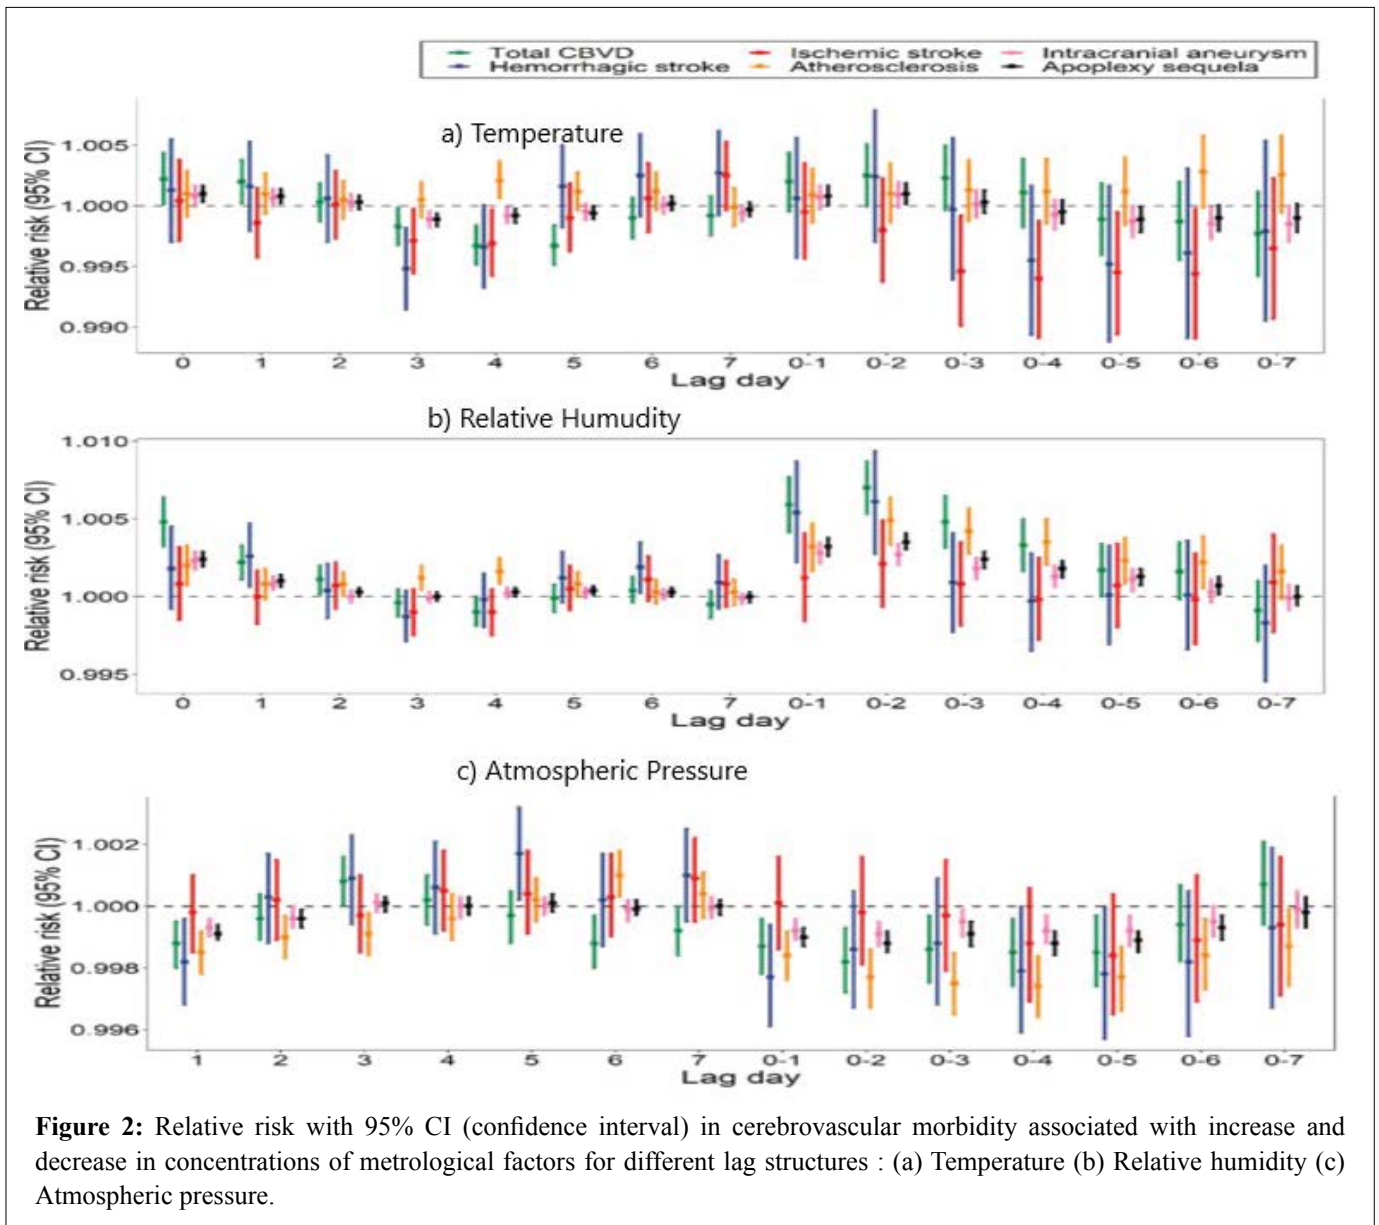 Total CBVD Ischemic stroke Intracranial aneurysm
Hemorrhagic stroke Atherosclerosis Apoplexy sequela
a) Temperature
Relative risk (95% CI)
1.005
1.000
0.995
0.990
0 1 2 3 4 5 6 7 0-1 0-2 0-3 0-4 0-5 0-6 0-7
Lag day
b) Relative Humudity
Relative risk (95% CI)
1.010
1.005
1.000
0.995
0 1 2 3 4 5 6 7 0-1 0-2 0-3 0-4 0-5 0-6 0-7
Lag day
c) Atmospheric Pressure
Relative risk (95% CI)
1.002
1.000
0.998
0.996
1 2 3 4 5 6 7 0-1 0-2 0-3 0-4 0-5 0-6 0-7
Lag day
Figure 2: Relative risk with 95% CI (confidence interval) in cerebrovascular morbidity associated with increase and
decrease in concentrations of metrological factors for different lag structures : (a) Temperature (b) Relative humidity (c)
Atmospheric pressure.